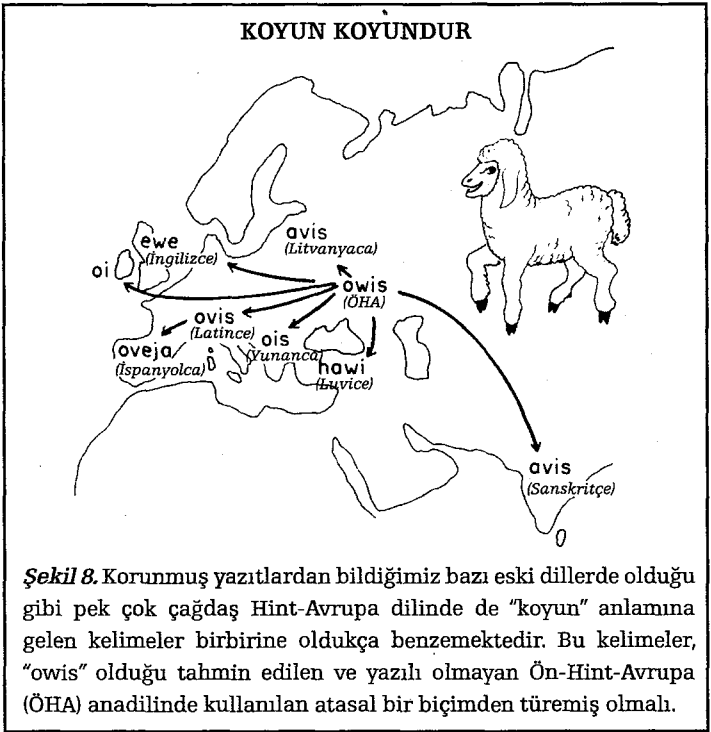 KOYUN KOYUNDUR
avis
(Litvanyaca)
ewe
(İngilizce)
oi
owis
(ÖHA)
ovis
(Latince)
ois
(Yunanca)
oveja
(İspanyolca)
hawi
(Luvice)
avis
(Sanskritçe)
Şekil 8. Korunmuş yazıtlardan bildiğimiz bazı eski dillerde olduğu
gibi pek çok çağdaş Hint-Avrupa dilinde de “koyun” anlamına
gelen kelimeler birbirine oldukça benzemektedir. Bu kelimeler,
“owis” olduğu tahmin edilen ve yazılı olmayan Ön-Hint-Avrupa
(ÖHA) anadilinde kullanılan atasal bir biçimden türemiş olmalı.